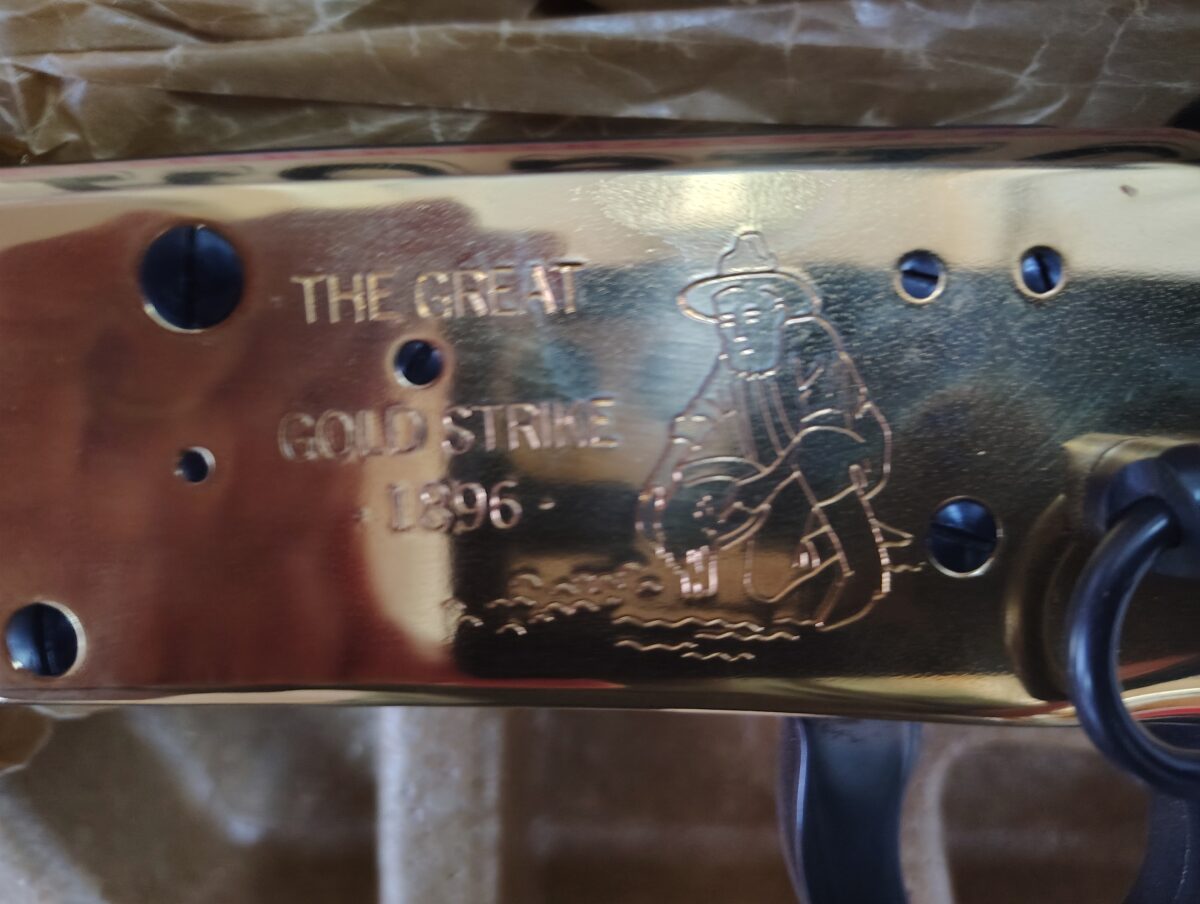 THE GREAT
GOLD STRIKE
- 1896 -